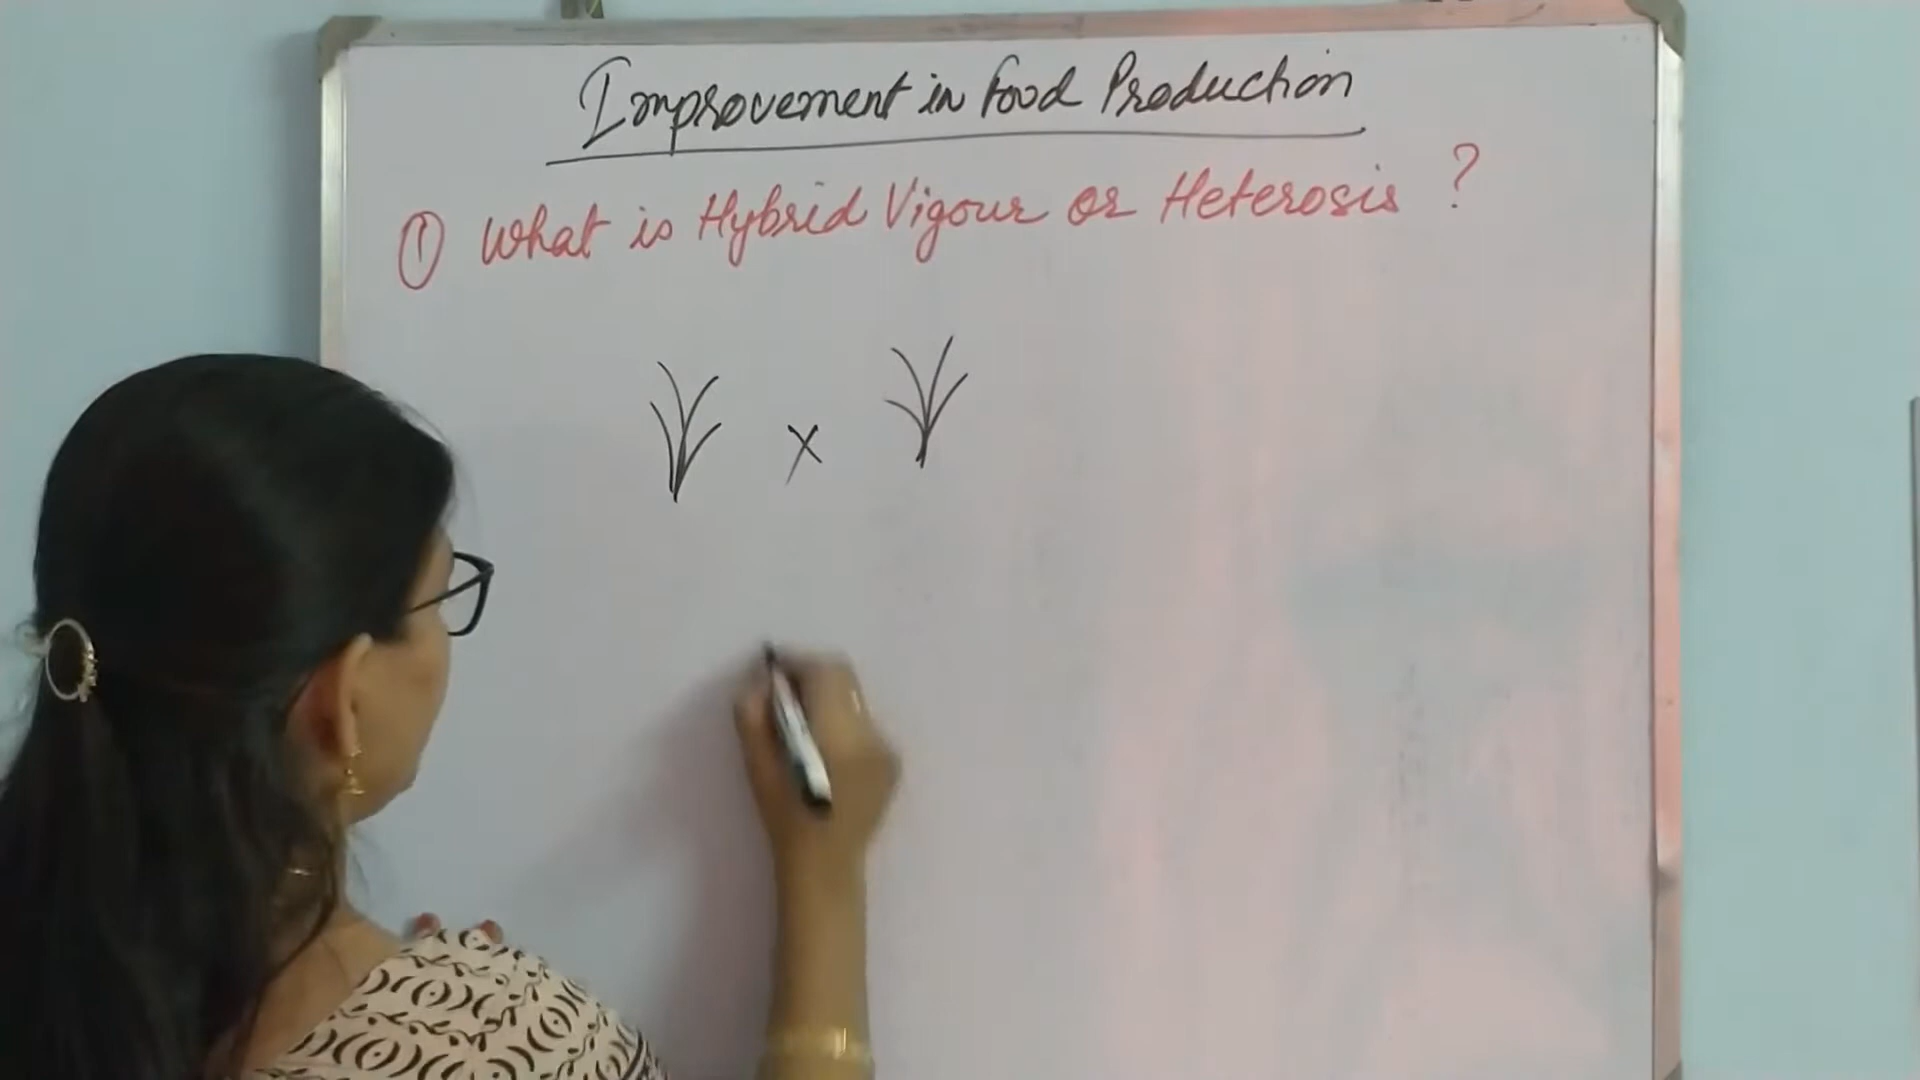 Improvement in Food Production
① What is Hybrid Vigour or Heterosis ?
x